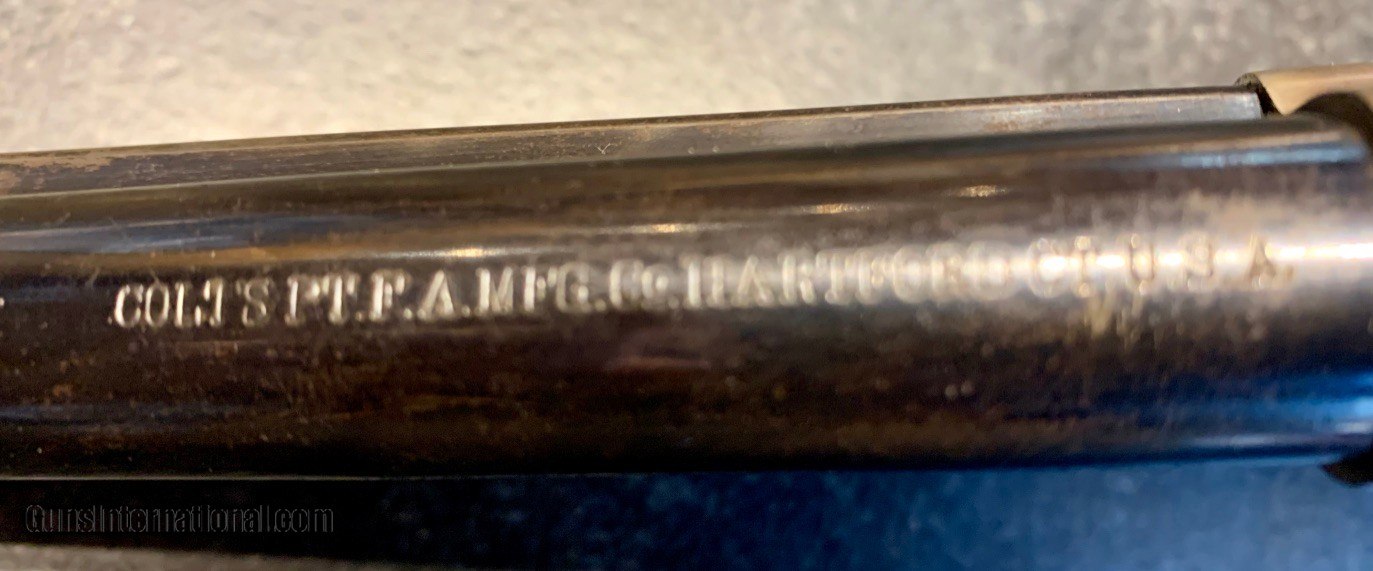 COLT'S PT.F.A.MFG.Co.HARTFORD CT.U.S.A.
GunsInternational.com